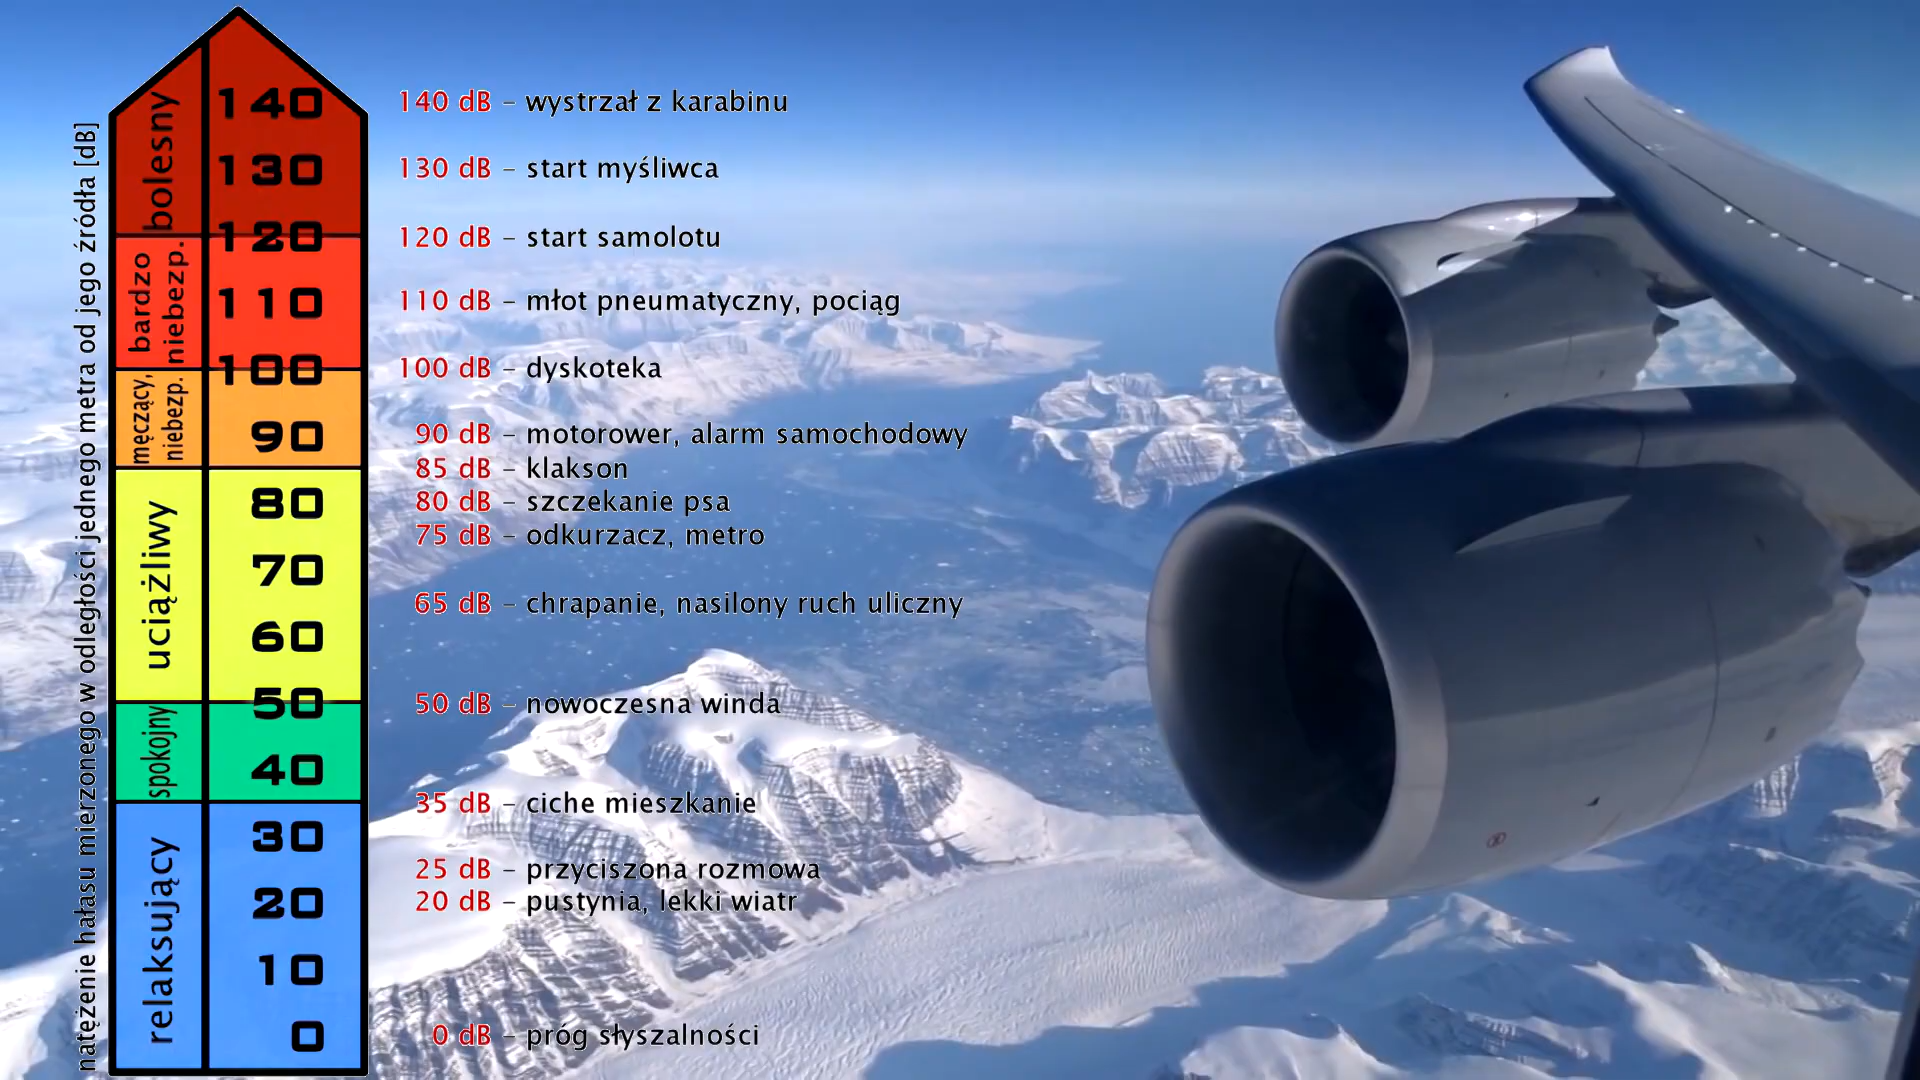 natężenie hałasu mierzonego w odległości jednego metra od jego źródła [dB]
bolesny
bardzo
niebezp.
męczący,
niebezp.
uciążliwy
spokojny
relaksujący
140
130
120
110
100
90
80
70
60
50
40
30
20
10
0
140 dB – wystrzał z karabinu
130 dB – start myśliwca
120 dB – start samolotu
110 dB – młot pneumatyczny, pociąg
100 dB – dyskoteka
90 dB – motorower, alarm samochodowy
85 dB – klakson
80 dB – szczekanie psa
75 dB – odkurzacz, metro
65 dB – chrapanie, nasilony ruch uliczny
50 dB – nowoczesna winda
35 dB – ciche mieszkanie
25 dB – przyciszona rozmowa
20 dB – pustynia, lekki wiatr
0 dB – próg słyszalności